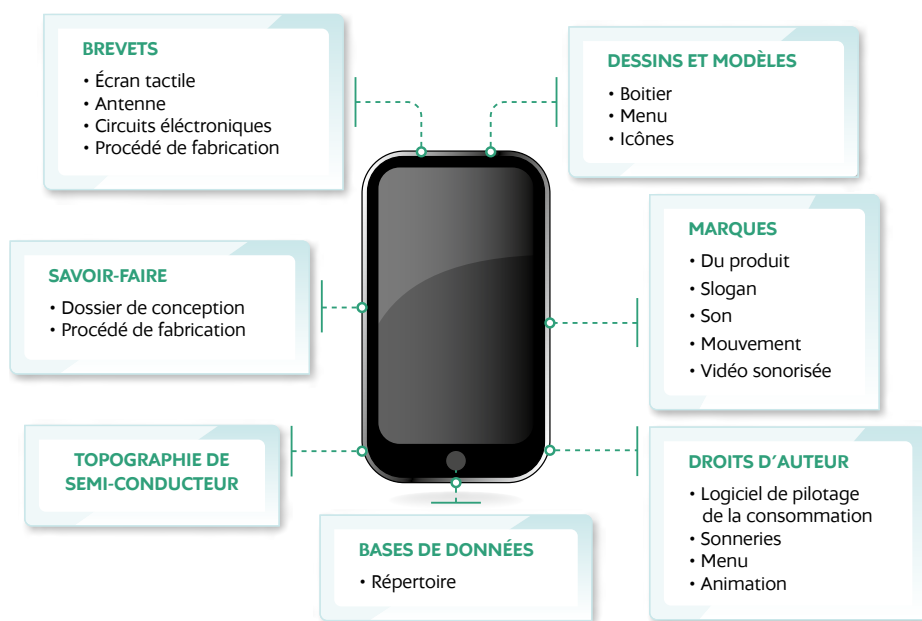 BREVETS
• Écran tactile
• Antenne
• Circuits éléctroniques
• Procédé de fabrication
DESSINS ET MODÈLES
• Boitier
• Menu
• Icônes
SAVOIR-FAIRE
• Dossier de conception
• Procédé de fabrication
MARQUES
• Du produit
• Slogan
• Son
• Mouvement
• Vidéo sonorisée
TOPOGRAPHIE DE
SEMI-CONDUCTEUR
BASES DE DONNÉES
• Répertoire
DROITS D'AUTEUR
• Logiciel de pilotage
de la consommation
• Sonneries
• Menu
• Animation